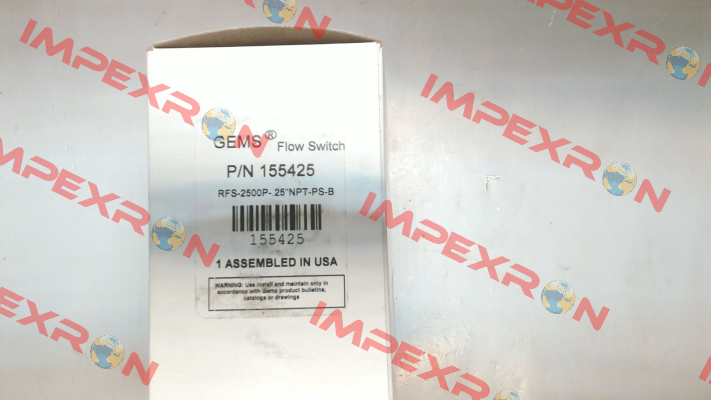 GEMS® Flow Switch
P/N 155425
RFS-2500P-.25"NPT-PS-B
155425
1 ASSEMBLED IN USA
WARNING: Use install and maintain only in
accordance with Gems product bulletins,
catalogs or drawings
IMPEXRON
IMPEXRON
IMPEXRON
IMPEXRON
IMPEXRON
IMPEXRON
IMPEXRON
IMPEXRON